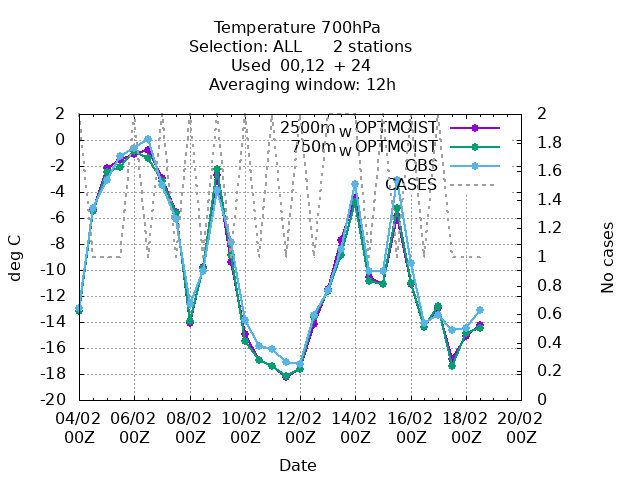 Temperature 700hPa
Selection: ALL 2 stations
Used 00,12 + 24
Averaging window: 12h
2500m W OPTMOIST
750m W OPTMOIST
OBS
CASES
deg C
2
0
-2
-4
-6
-8
-10
-12
-14
-16
-18
-20
No cases
2
1.8
1.6
1.4
1.2
1
0.8
0.6
0.4
0.2
0
04/02 06/02 08/02 10/02 12/02 14/02 16/02 18/02 20/02
00Z 00Z 00Z 00Z 00Z 00Z 00Z 00Z 00Z
Date